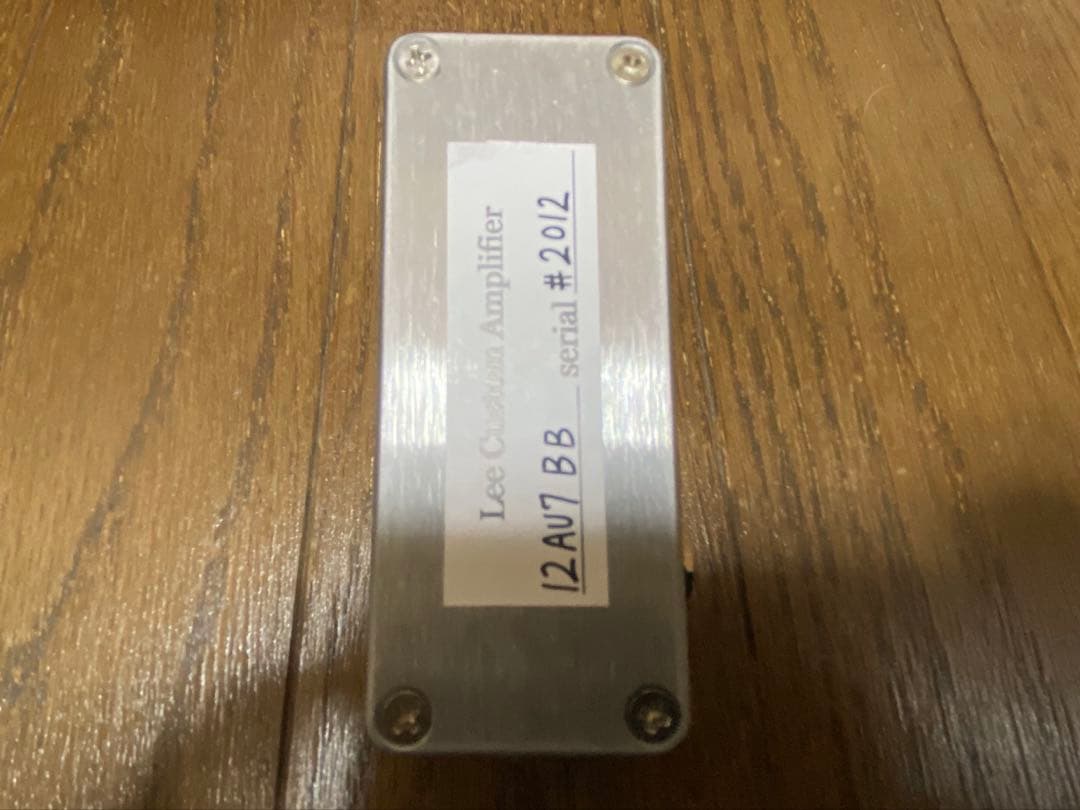 Lee Custom Amplifier
12AU7 BB serial #2012